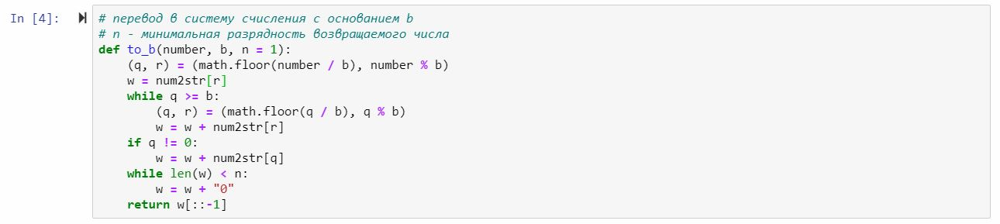 In [4]:
# перевод в систему счисления с основанием b
# n - минимальная разрядность возвращаемого числа
def to_b(number, b, n = 1):
    (q, r) = (math.floor(number / b), number % b)
    w = num2str[r]
    while q >= b:
        (q, r) = (math.floor(q / b), q % b)
        w = w + num2str[r]
    if q != 0:
        w = w + num2str[q]
    while len(w) < n:
        w = w + "0"
    return w[::-1]